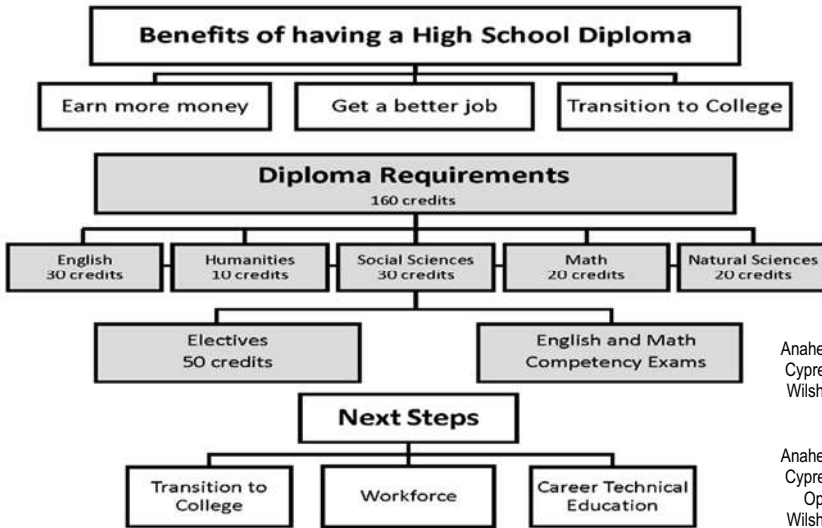 Benefits of having a High School Diploma
Earn more money
Get a better job
Transition to College
Diploma Requirements
160 credits
English
30 credits
Humanities
10 credits
Social Sciences
30 credits
Math
20 credits
Natural Sciences
20 credits
Electives
50 credits
English and Math
Competency Exams
Next Steps
Transition to
College
Workforce
Career Technical
Education